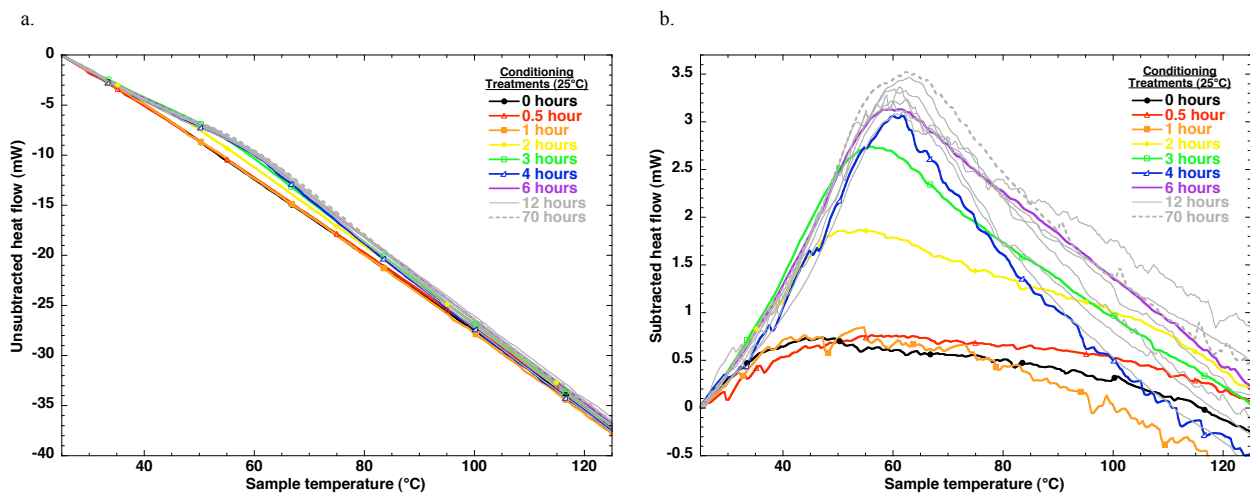 a.
Unsubtracted heat flow (mW)
0
-5
-10
-15
-20
-25
-30
-35
-40
40
60
80
100
120
Sample temperature (°C)
Conditioning
Treatments (25°C)
0 hours
0.5 hour
1 hour
2 hours
3 hours
4 hours
6 hours
12 hours
70 hours
b.
Subtracted heat flow (mW)
3.5
3
2.5
2
1.5
1
0.5
0
-0.5
40
60
80
100
120
Sample temperature (°C)
Conditioning
Treatments (25°C)
0 hours
0.5 hour
1 hour
2 hours
3 hours
4 hours
6 hours
12 hours
70 hours